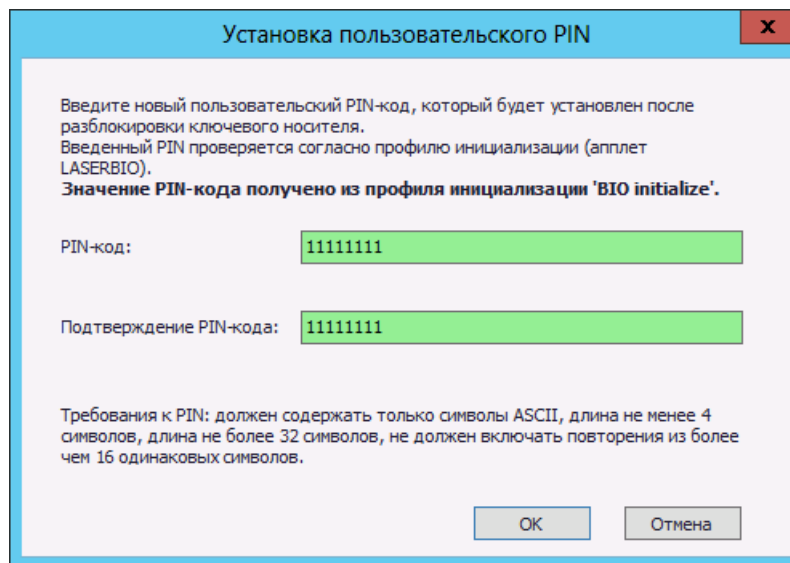 Установка пользовательского PIN
x
Введите новый пользовательский PIN-код, который будет установлен после
разблокировки ключевого носителя.
Введенный PIN проверяется согласно профилю инициализации (апплет
LASERBIO).
Значение PIN-кода получено из профиля инициализации 'BIO initialize'.
PIN-код: 11111111
Подтверждение PIN-кода: 11111111
Требования к PIN: должен содержать только символы ASCII, длина не менее 4
символов, длина не более 32 символов, не должен включать повторения из более
чем 16 одинаковых символов.
ОК Отмена